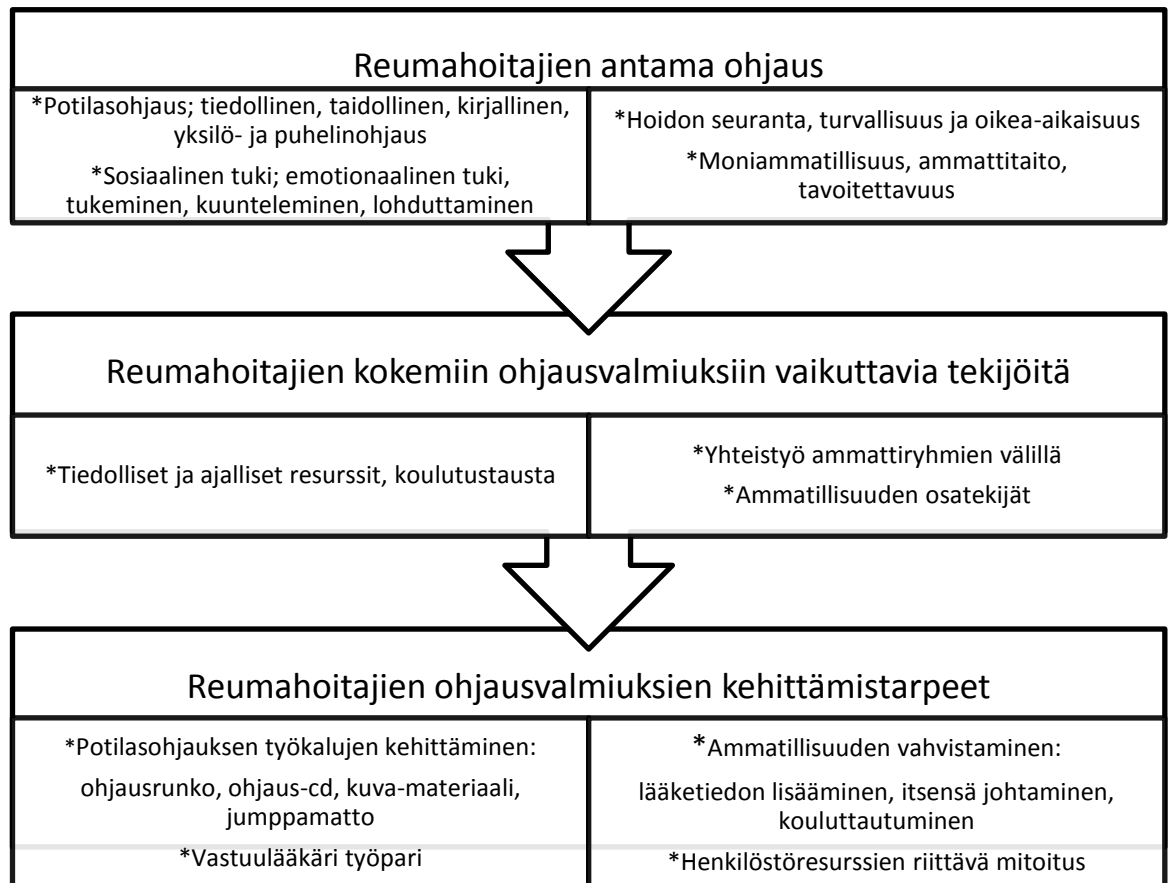 Reumahoitajien antama ohjaus
*Potilasohjaus; tiedollinen, taidollinen, kirjallinen,
yksilö- ja puhelinohjaus
*Sosiaalinen tuki; emotionaalinen tuki,
tukeminen, kuunteleminen, lohduttaminen
*Hoidon seuranta, turvallisuus ja oikea-aikaisuus
*Moniammatillisuus, ammattitaito,
tavoitettavuus
Reumahoitajien kokemiin ohjausvalmiuksiin vaikuttavia tekijöitä
*Tiedolliset ja ajalliset resurssit, koulutustausta
*Yhteistyö ammattiryhmien välillä
*Ammatillisuuden osatekijät
Reumahoitajien ohjausvalmiuksien kehittämistarpeet
*Potilasohjauksen työkalujen kehittäminen:
ohjausrunko, ohjaus-cd, kuva-materiaali,
jumppamatto
*Vastuulääkäri työpari
*Ammatillisuuden vahvistaminen:
lääketiedon lisääminen, itsensä johtaminen,
kouluttautuminen
*Henkilöstöresurssien riittävä mitoitus